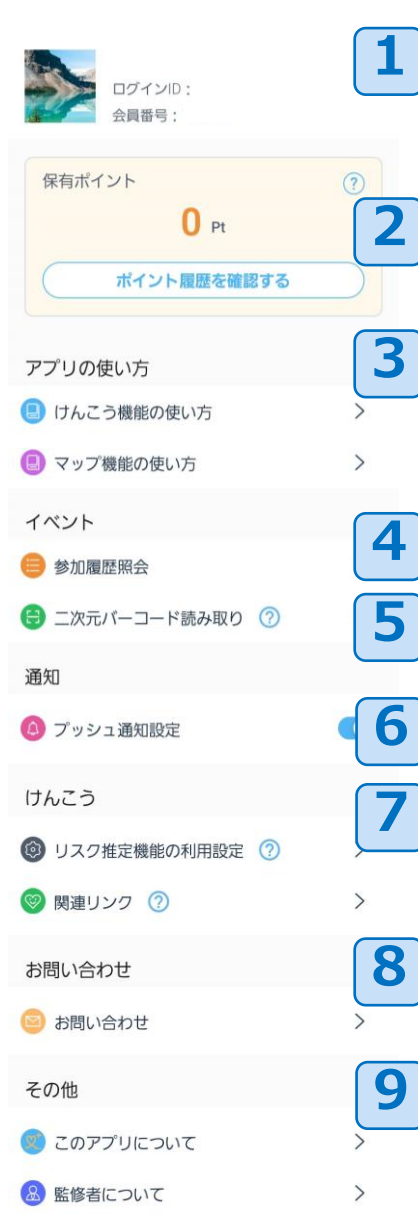 1
ログインID：
会員番号：
保有ポイント ?
0 Pt
2
ポイント履歴を確認する
3
アプリの使い方
けんこう機能の使い方
マップ機能の使い方
イベント
4
参加履歴照会
二次元バーコード読み取り ?
5
通知
プッシュ通知設定
6
けんこう
7
リスク推定機能の利用設定 ?
関連リンク ?
お問い合わせ
8
お問い合わせ
その他
9
このアプリについて
監修者について